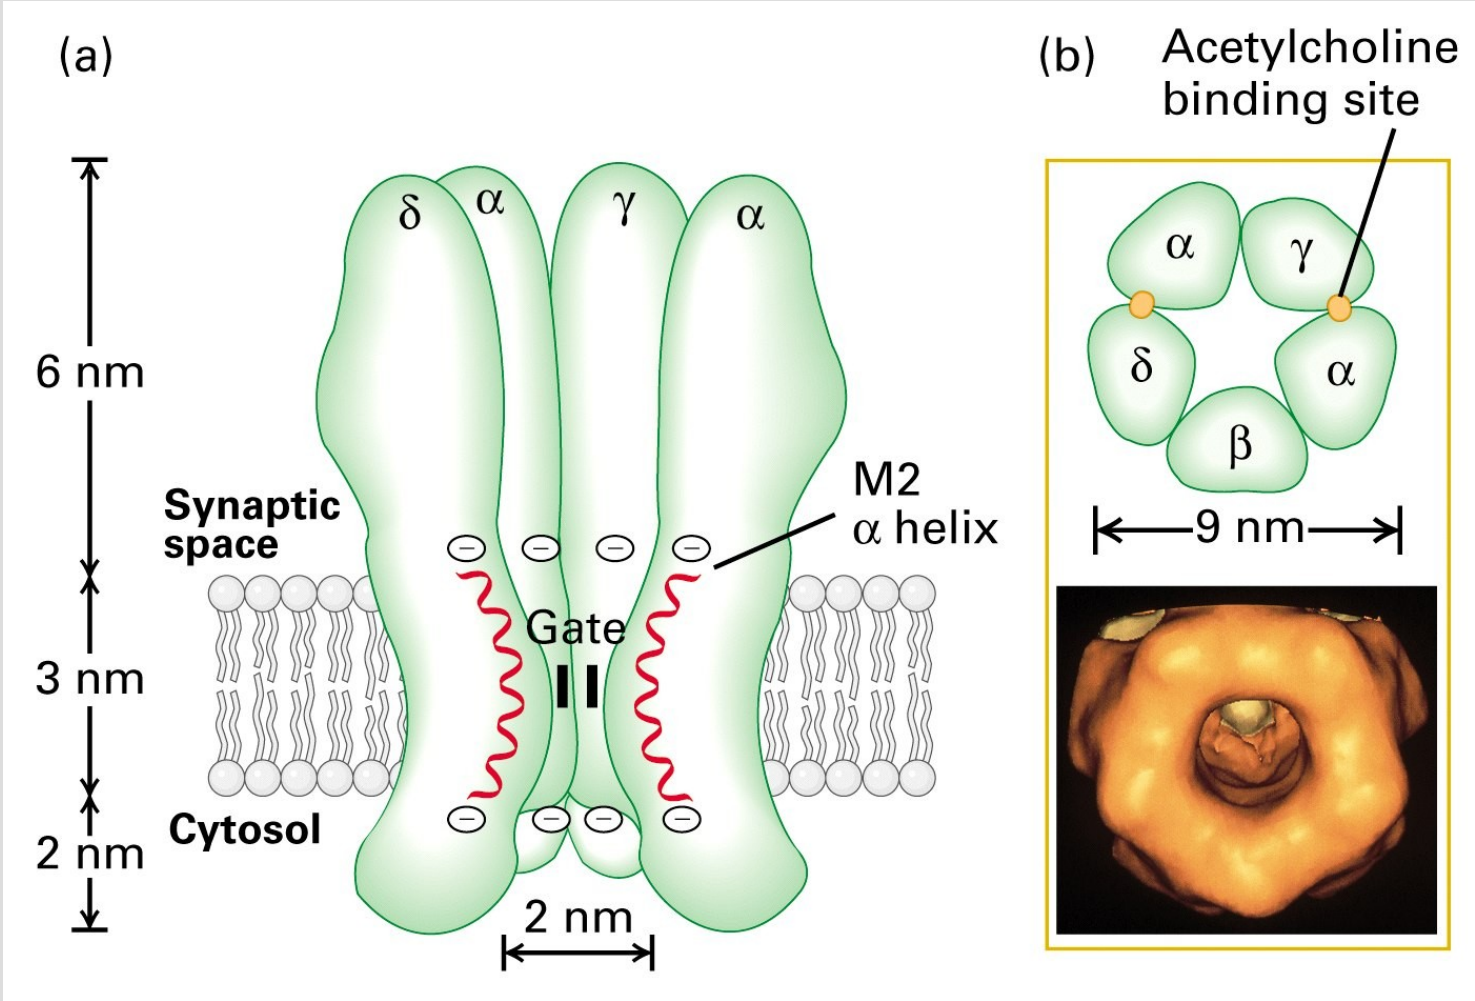 (a)
δ
α
γ
α
6 nm
Synaptic
space
− − − −
M2
α helix
Gate
3 nm
Cytosol
− − − −
2 nm
2 nm
(b)
Acetylcholine
binding site
α
γ
δ
α
β
9 nm